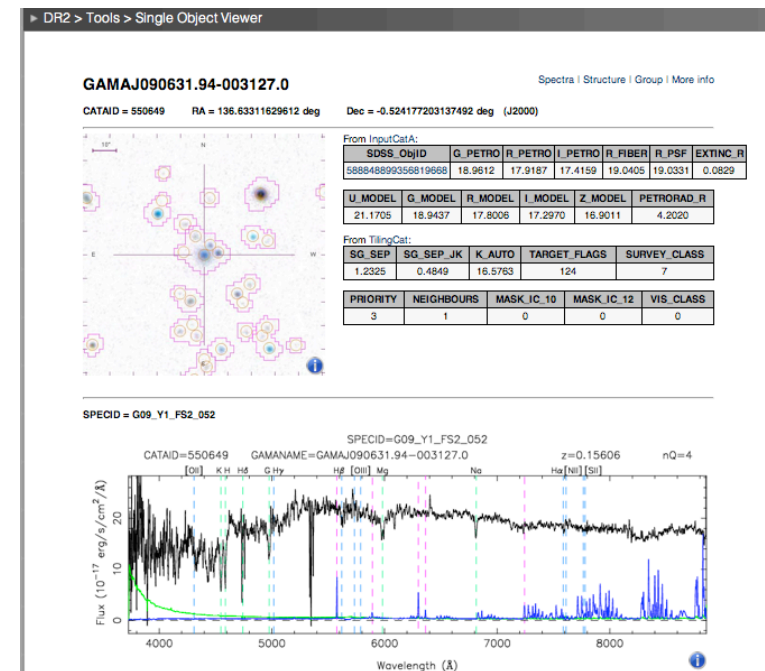 DR2 > Tools > Single Object Viewer
GAMAJ090631.94-003127.0
Spectra | Structure | Group | More info
CATAID = 550649 RA = 136.63311629612 deg Dec = -0.524177203137492 deg (J2000)
10"
N
E
W
S
From InputCatA:
SDSS_ObjID G_PETRO R_PETRO I_PETRO R_FIBER R_PSF EXTINC_R
588848899356819668 18.9612 17.9187 17.4159 19.0405 19.0331 0.0829
U_MODEL G_MODEL R_MODEL I_MODEL Z_MODEL PETRORAD_R
21.1705 18.9437 17.8006 17.2970 16.9011 4.2020
From TilingCat:
SG_SEP SG_SEP_JK K_AUTO TARGET_FLAGS SURVEY_CLASS
1.2325 0.4849 16.5763 124 7
PRIORITY NEIGHBOURS MASK_IC_10 MASK_IC_12 VIS_CLASS
3 1 0 0 0
i
SPECID = G09_Y1_FS2_052
SPECID=G09_Y1_FS2_052
CATAID=550649 GAMANAME=GAMAJ090631.94−003127.0 z=0.15606 nQ=4
[OII] K H Hδ G Hγ Hβ [OIII] Mg Na Hα [NII] [SII]
Flux (10⁻¹⁷ erg/s/cm²/Å)
20
10
0
4000 5000 6000 7000 8000
Wavelength (Å)
i